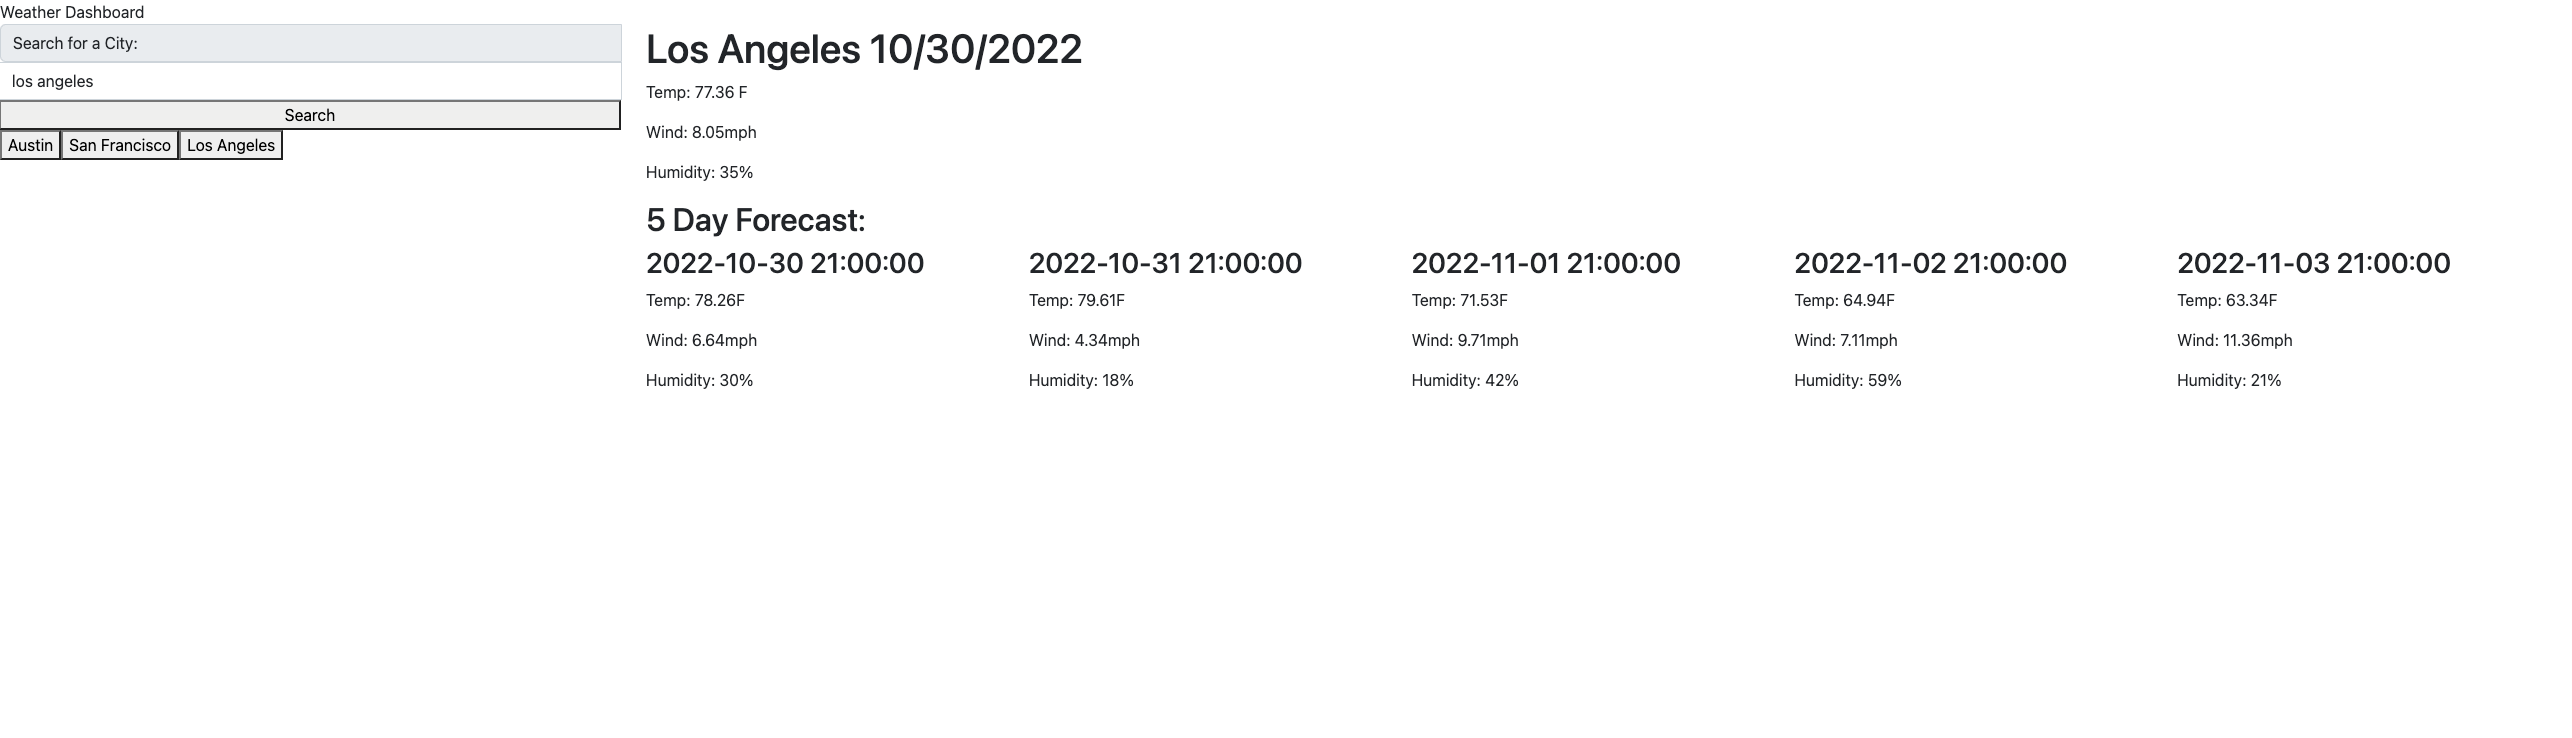 Weather Dashboard
Search for a City:
los angeles
Search
Austin San Francisco Los Angeles
Los Angeles 10/30/2022
Temp: 77.36 F
Wind: 8.05mph
Humidity: 35%
5 Day Forecast:
2022-10-30 21:00:00
Temp: 78.26F
Wind: 6.64mph
Humidity: 30%
2022-10-31 21:00:00
Temp: 79.61F
Wind: 4.34mph
Humidity: 18%
2022-11-01 21:00:00
Temp: 71.53F
Wind: 9.71mph
Humidity: 42%
2022-11-02 21:00:00
Temp: 64.94F
Wind: 7.11mph
Humidity: 59%
2022-11-03 21:00:00
Temp: 63.34F
Wind: 11.36mph
Humidity: 21%